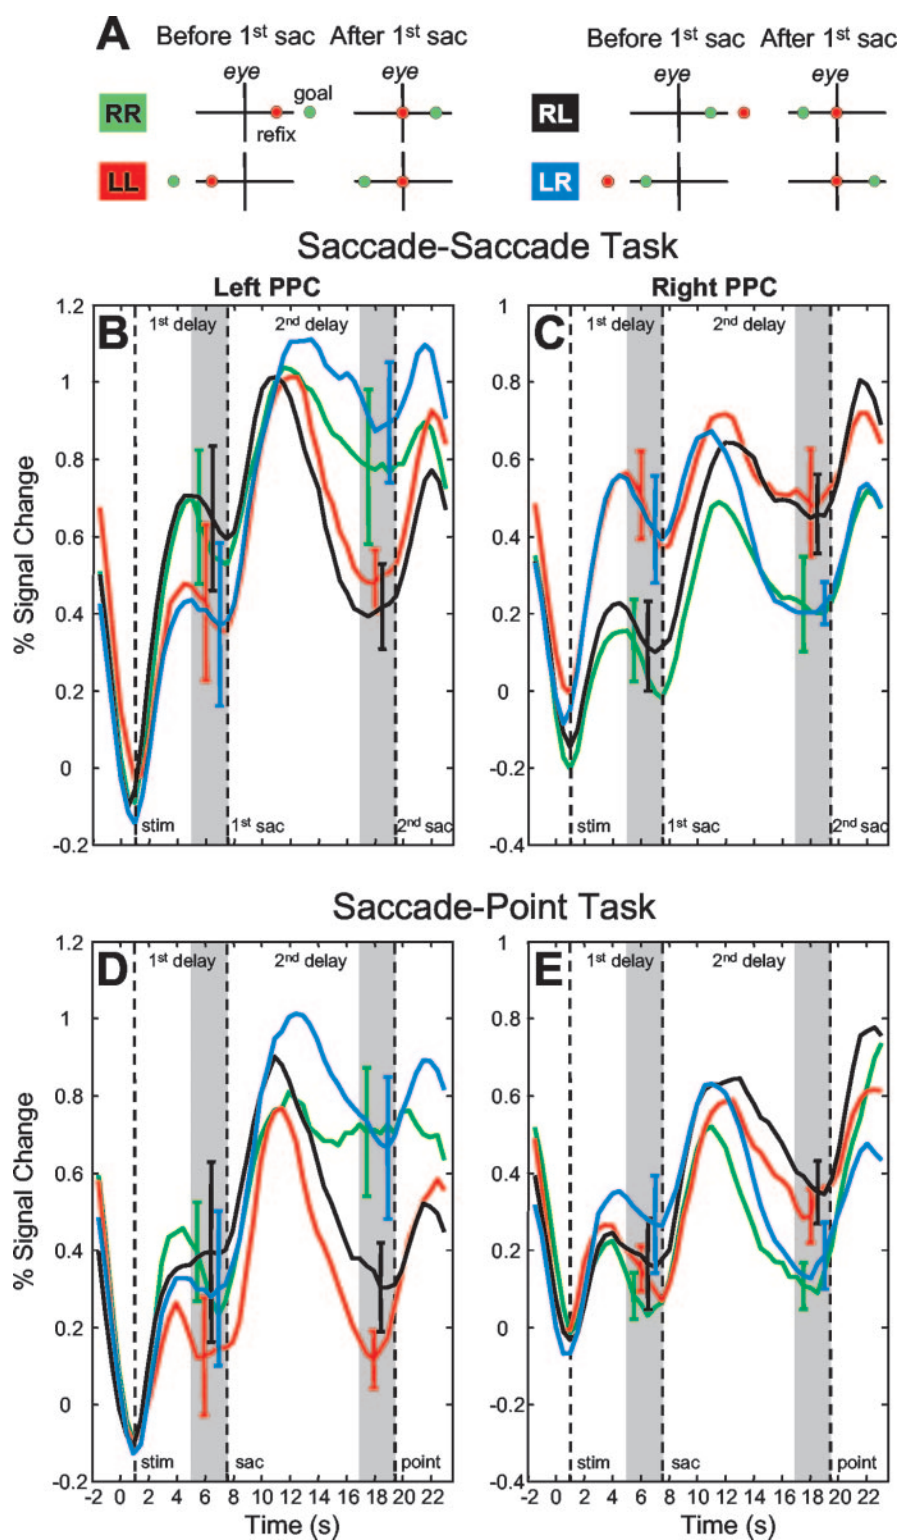 A Before 1st sac After 1st sac Before 1st sac After 1st sac
eye eye eye eye
goal
RR RL
refix
LL LR
Saccade-Saccade Task
Left PPC Right PPC
B 1st delay 2nd delay
C 1st delay 2nd delay
% Signal Change
1.2
1
0.8
0.6
0.4
0.2
0
-0.2
stim 1st sac 2nd sac
% Signal Change
1
0.8
0.6
0.4
0.2
0
-0.2
-0.4
stim 1st sac 2nd sac
Saccade-Point Task
D 1st delay 2nd delay
E 1st delay 2nd delay
% Signal Change
1.2
1
0.8
0.6
0.4
0.2
0
-0.2
stim sac point
-2 0 2 4 6 8 10 12 14 16 18 20 22
Time (s)
% Signal Change
1
0.8
0.6
0.4
0.2
0
-0.2
-0.4
stim sac point
-2 0 2 4 6 8 10 12 14 16 18 20 22
Time (s)